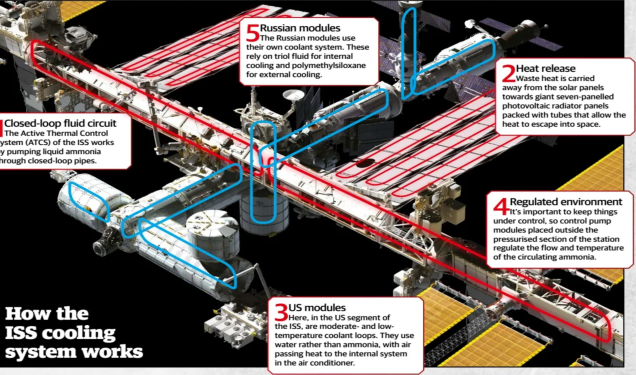 5 Russian modules
The Russian modules use
their own coolant system. These
rely on triol fluid for internal
cooling and polymethylsiloxane
for external cooling.
2 Heat release
Waste heat is carried
away from the solar panels
towards giant seven-panelled
photovoltaic radiator panels
packed with tubes that allow the
heat to escape into space.
1 Closed-loop fluid circuit
The Active Thermal Control
ystem (ATCS) of the ISS works
y pumping liquid ammonia
hrough closed-loop pipes.
4 Regulated environment
It's important to keep things
under control, so control pump
modules placed outside the
pressurised section of the station
regulate the flow and temperature
of the circulating ammonia.
3 US modules
Here, in the US segment of
the ISS, are moderate- and low-
temperature coolant loops. They use
water rather than ammonia, with air
passing heat to the internal system
in the air conditioner.
How the
ISS cooling
system works